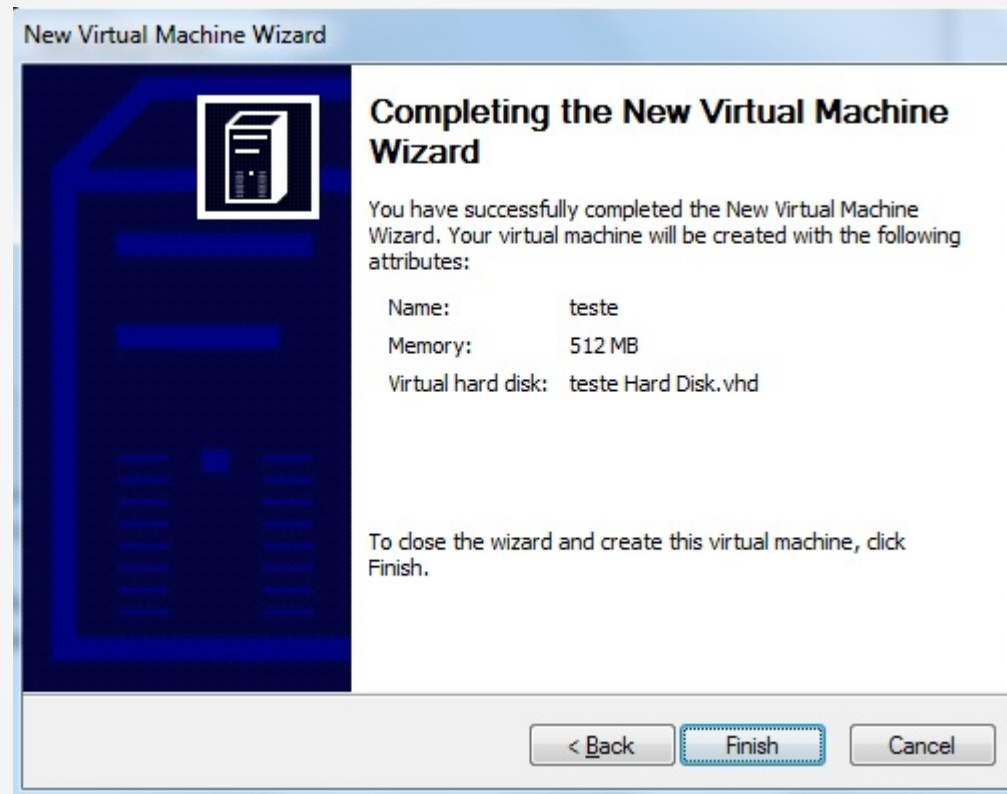 New Virtual Machine Wizard
Completing the New Virtual Machine
Wizard
You have successfully completed the New Virtual Machine
Wizard. Your virtual machine will be created with the following
attributes:
Name: teste
Memory: 512 MB
Virtual hard disk: teste Hard Disk.vhd
To close the wizard and create this virtual machine, click
Finish.
< Back Finish Cancel